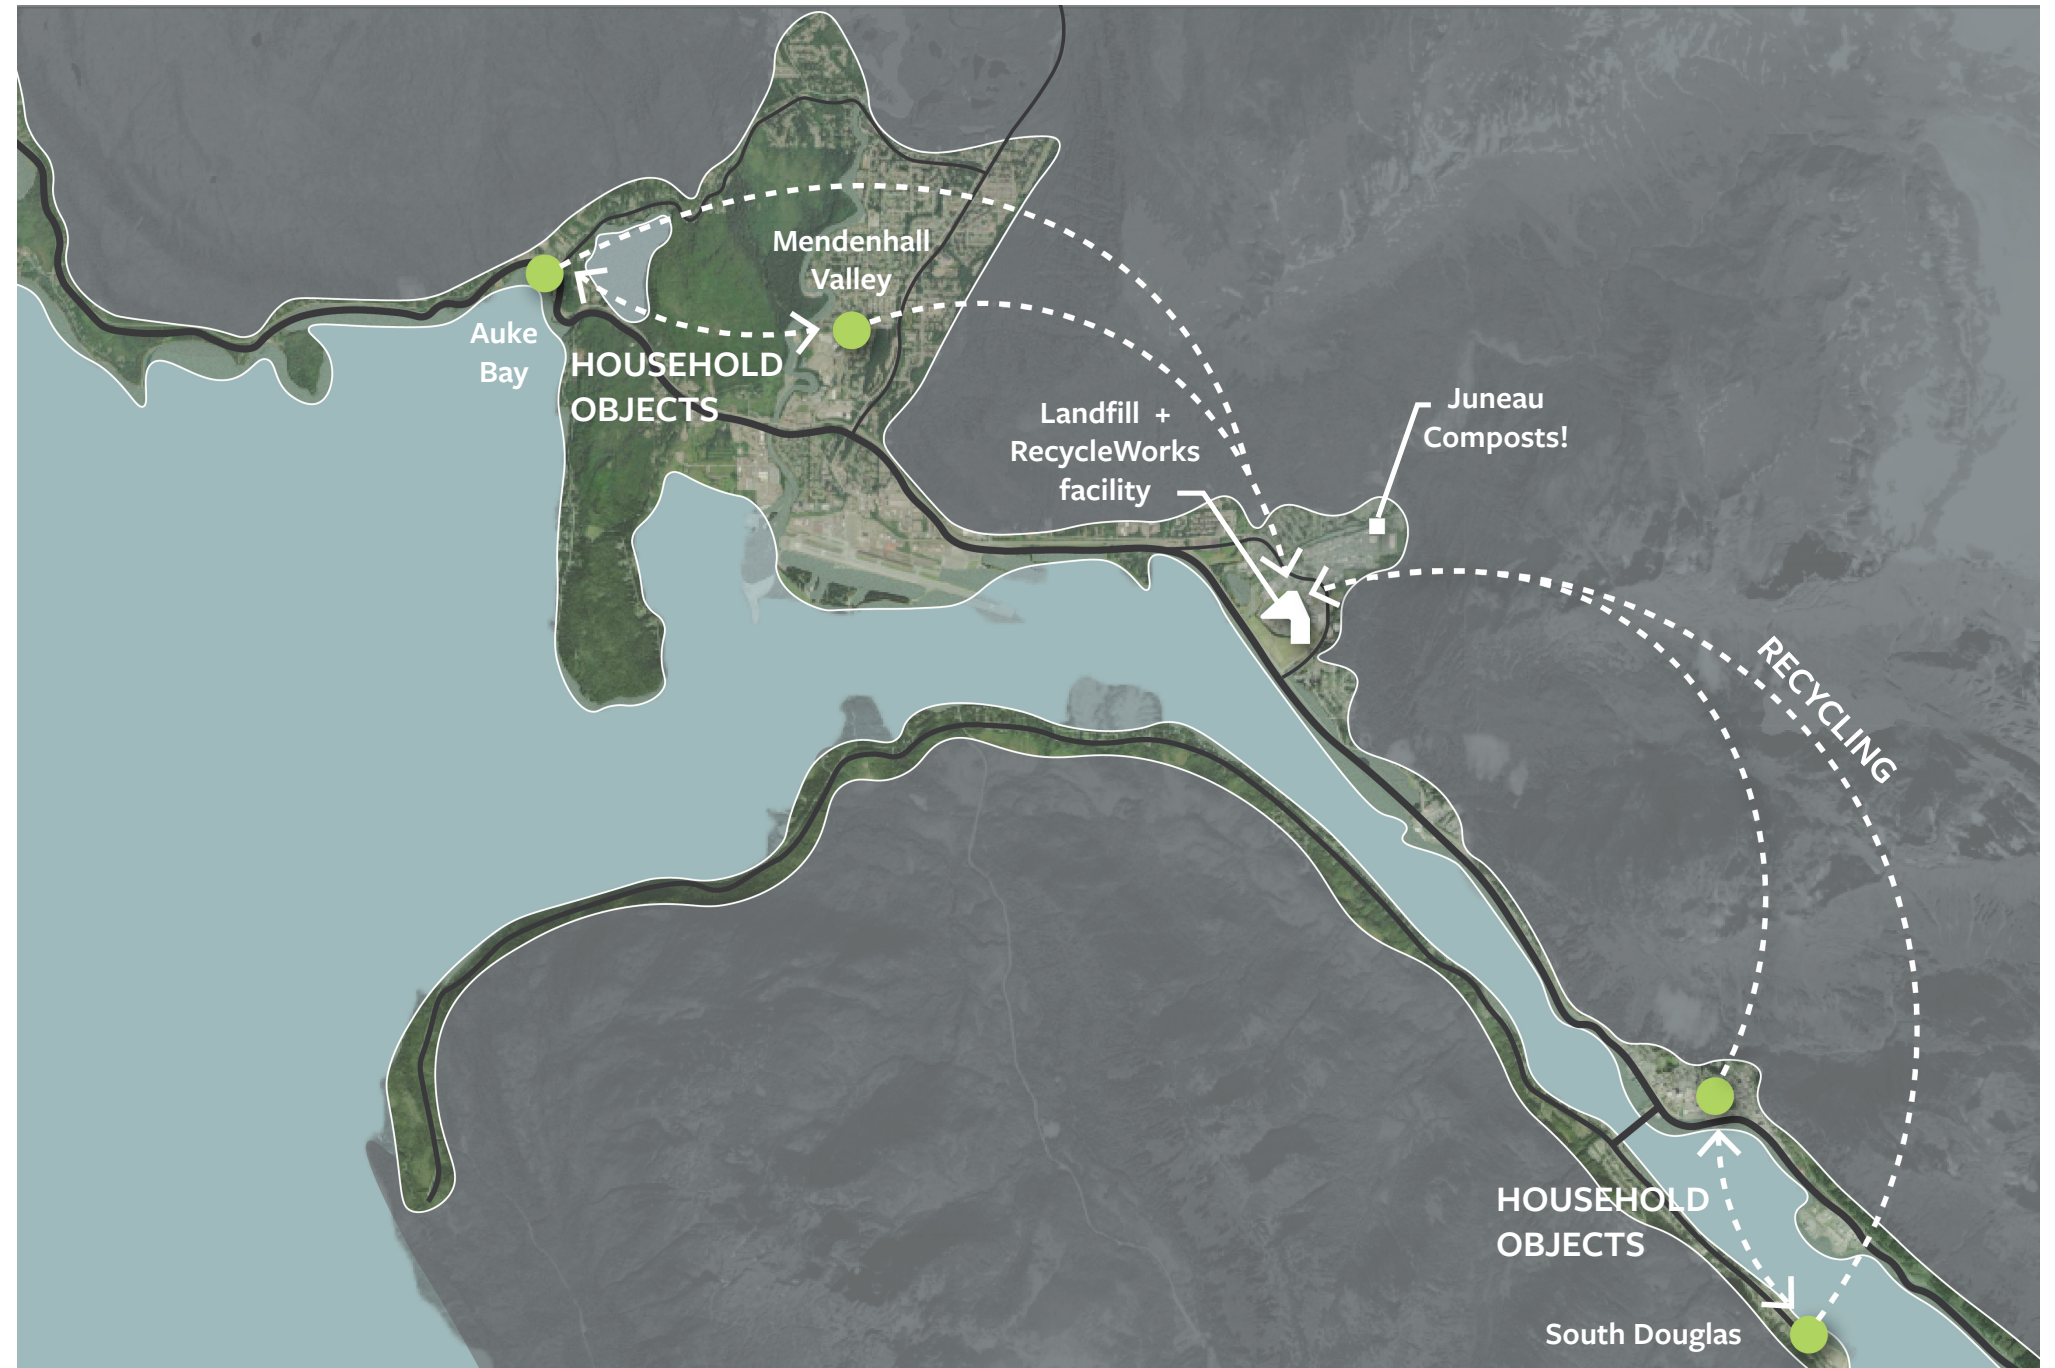 Mendenhall
Valley
Auke
Bay
HOUSEHOLD
OBJECTS
Landfill +
RecycleWorks
facility
Juneau
Composts!
RECYCLING
HOUSEHOLD
OBJECTS
South Douglas